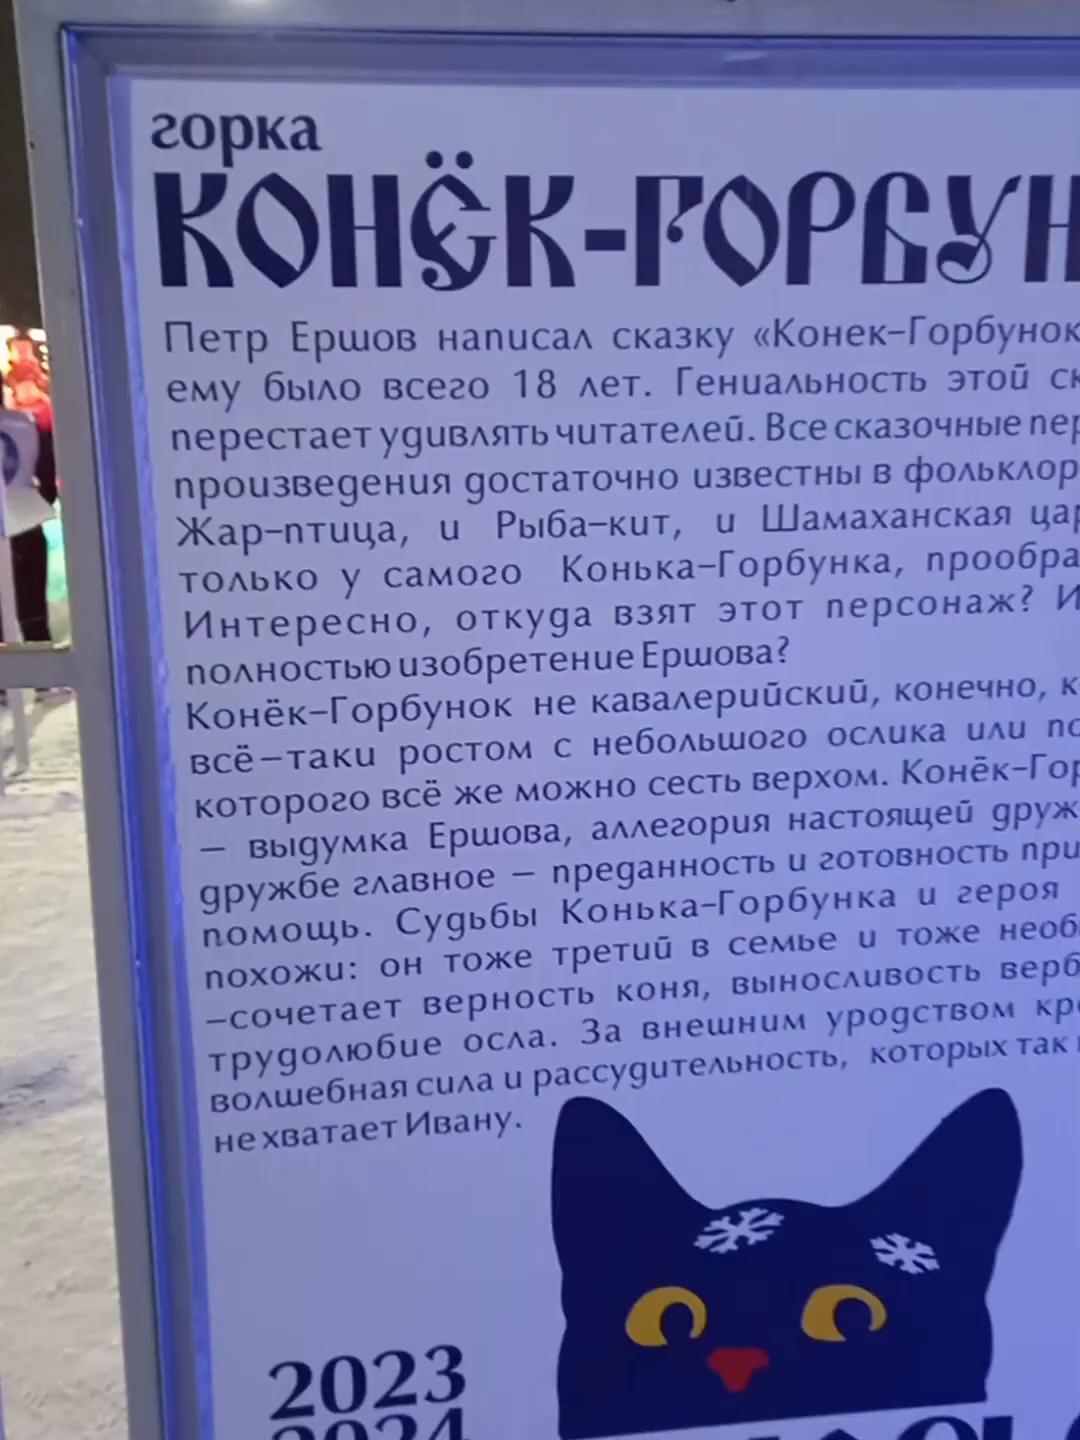 горка
КОНЁК-ГОРБУН
Петр Ершов написал сказку «Конек-Горбунок
ему было всего 18 лет. Гениальность этой ск
перестает удивлять читателей. Все сказочные пер
произведения достаточно известны в фольклор
Жар-птица, и Рыба-кит, и Шамаханская цар
только у самого Конька-Горбунка, прообра
Интересно, откуда взят этот персонаж? И
полностью изобретение Ершова?
Конёк-Горбунок не кавалерийский, конечно, к
всё-таки ростом с небольшого ослика или по
которого всё же можно сесть верхом. Конёк-Гор
– выдумка Ершова, аллегория настоящей друж
дружбе главное – преданность и готовность при
помощь. Судьбы Конька-Горбунка и героя
похожи: он тоже третий в семье и тоже необ
–сочетает верность коня, выносливость верб
трудолюбие осла. За внешним уродством кр
волшебная сила и рассудительность, которых так
не хватает Ивану.
2023
2024